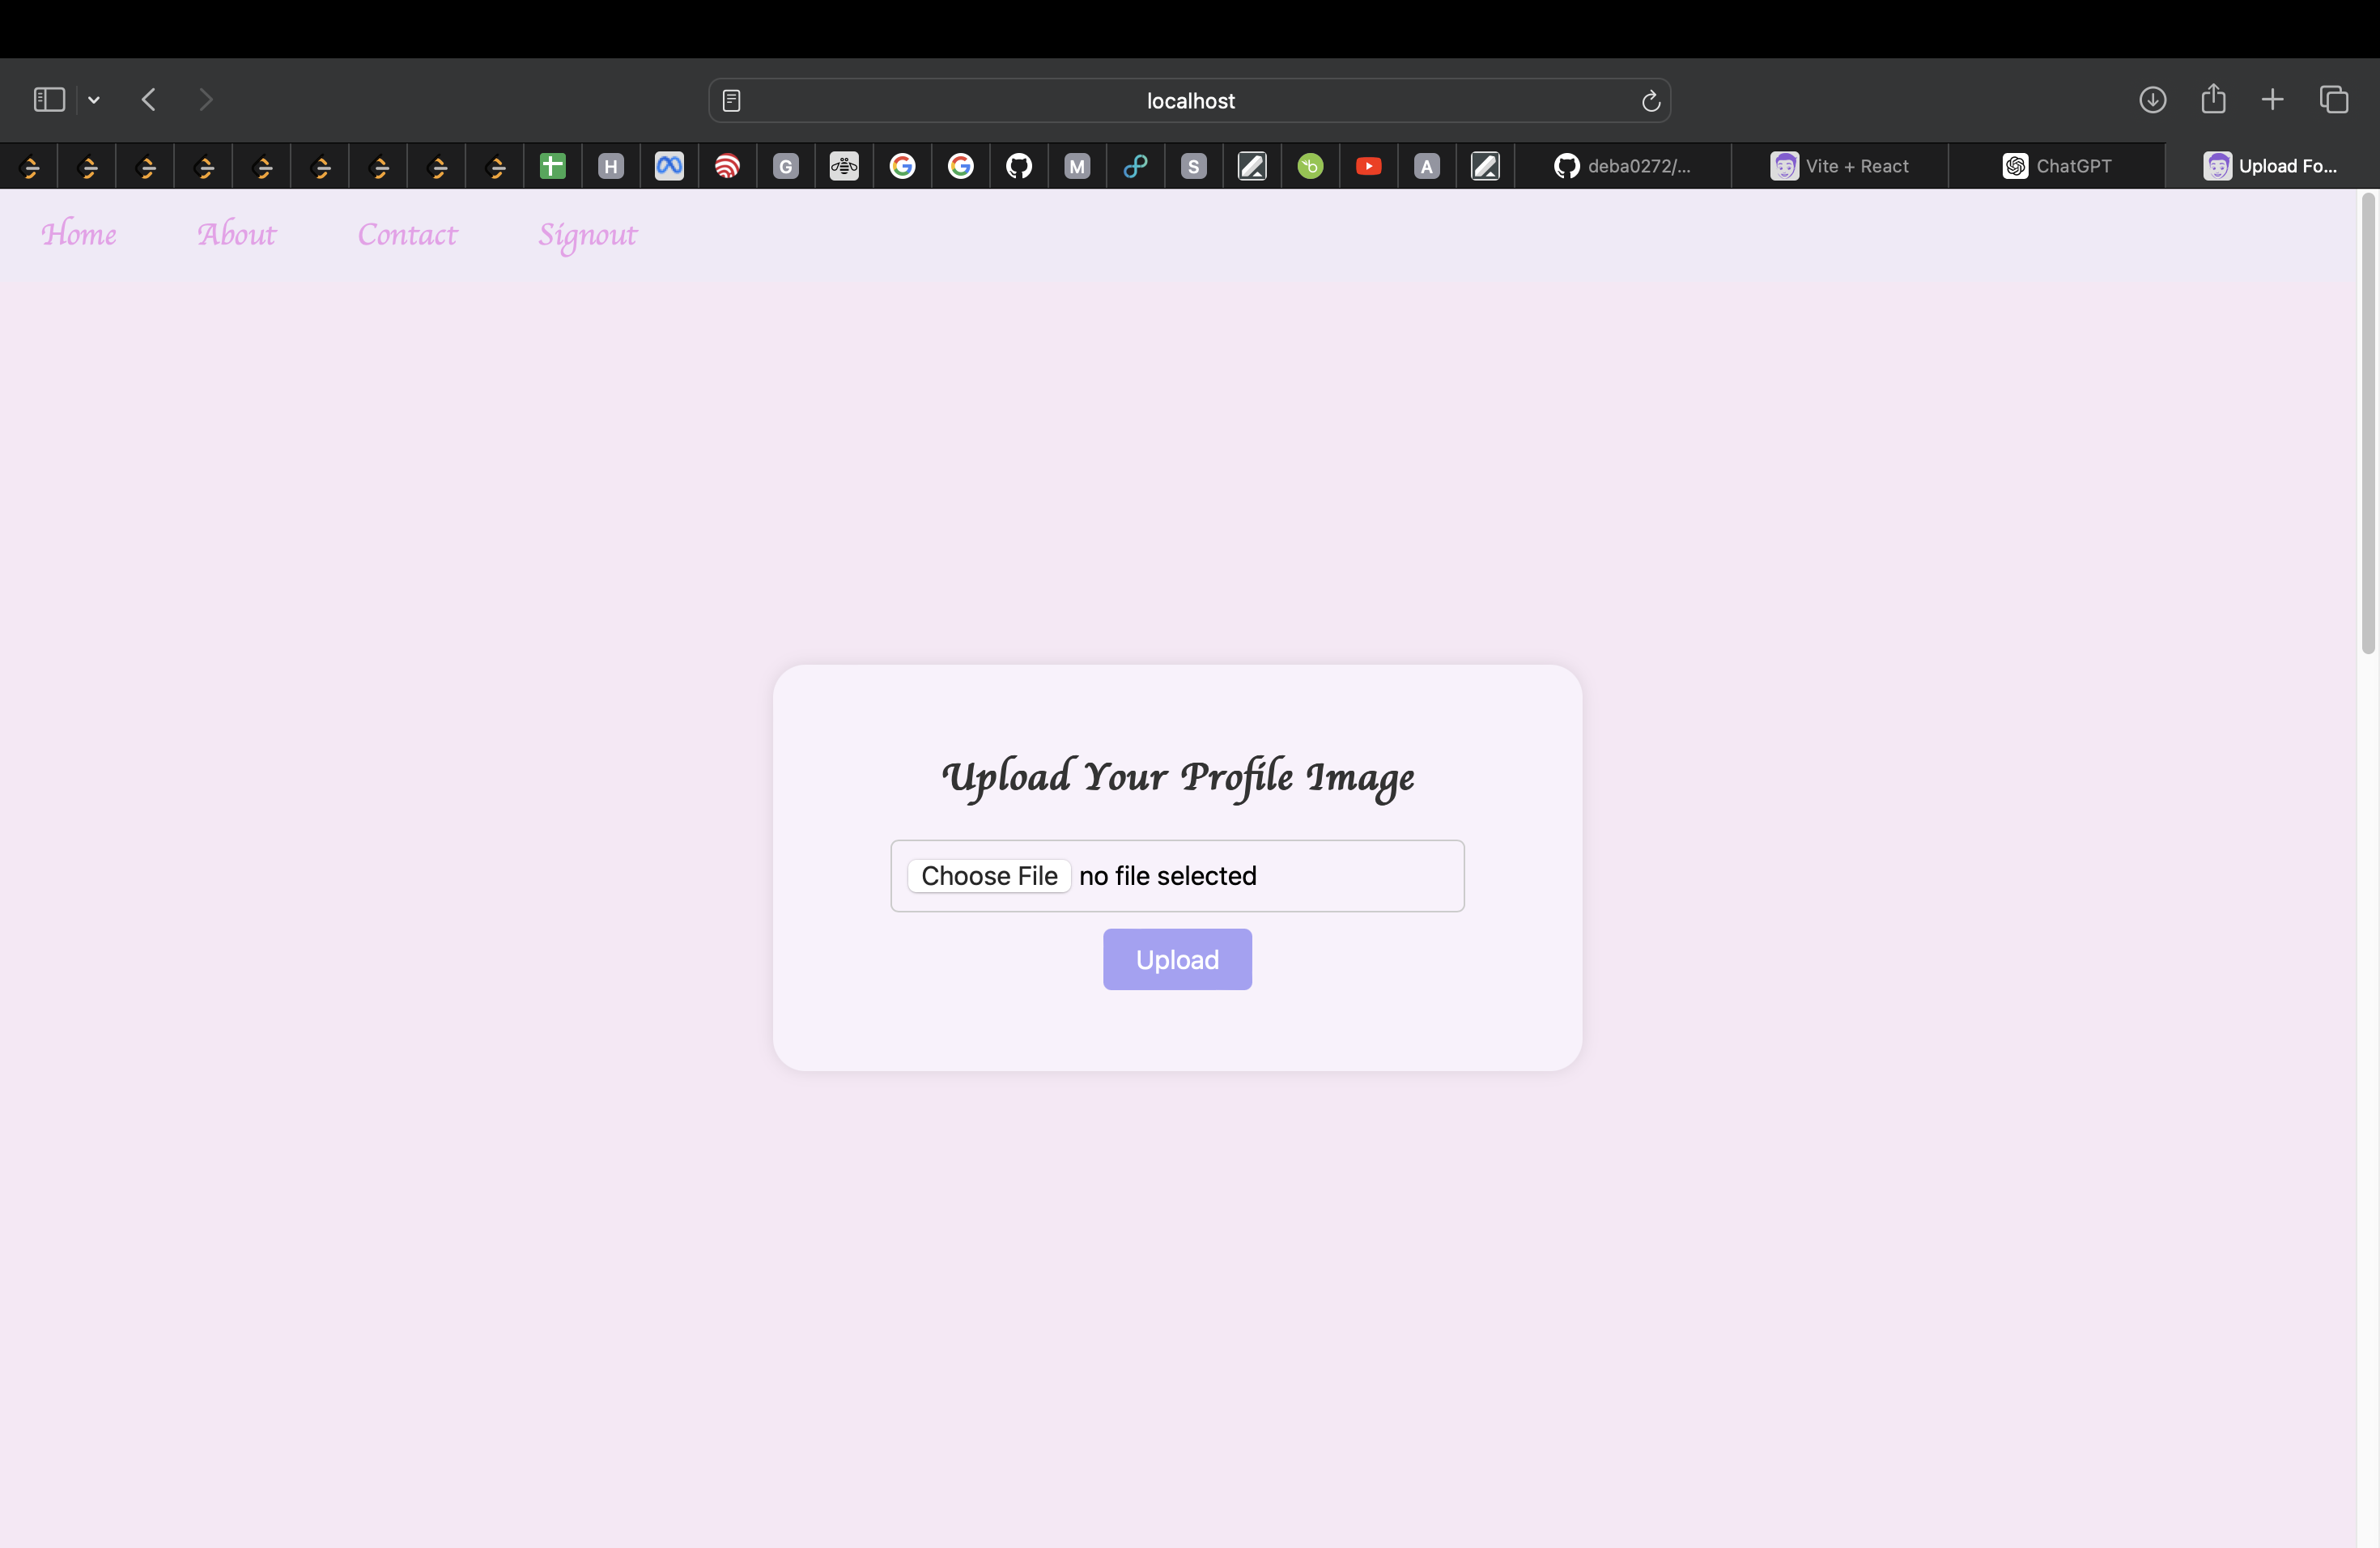 localhost
H
G
M
S
A
deba0272/...
Vite + React
ChatGPT
Upload Fo...
Home About Contact Signout
Upload Your Profile Image
Choose File no file selected
Upload